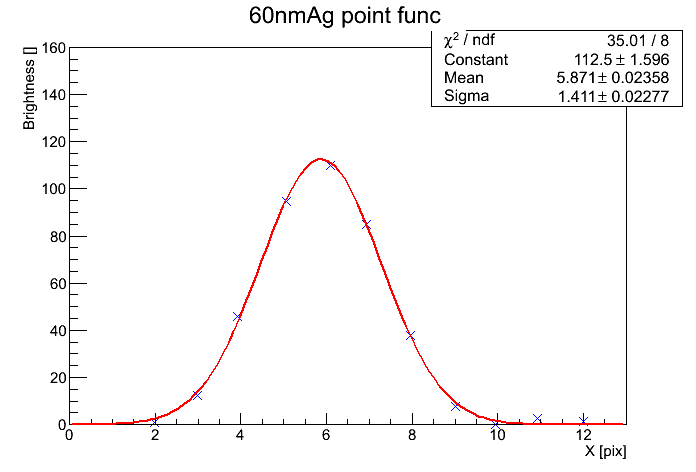 60nmAg point func
χ² / ndf 35.01 / 8
Constant 112.5 ± 1.596
Mean 5.871± 0.02358
Sigma 1.411± 0.02277
Brightness []
160
140
120
100
80
60
40
20
0
0 2 4 6 8 10 12
X [pix]